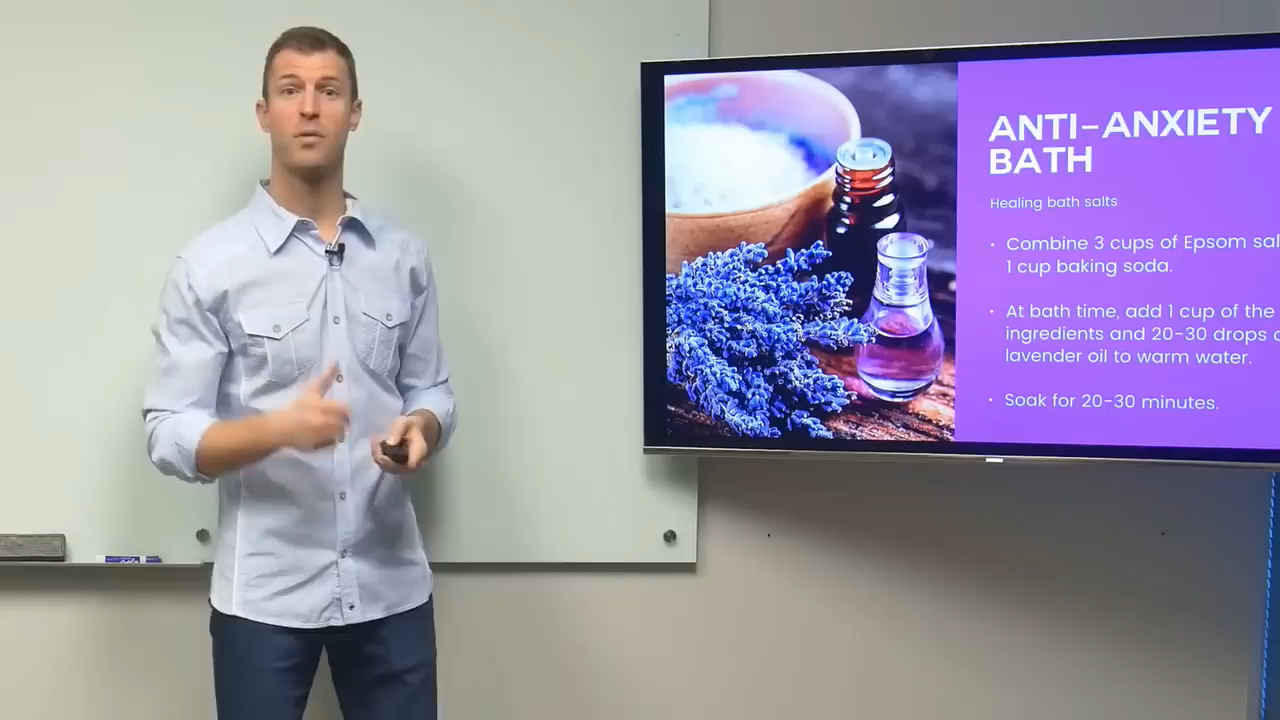 ANTI-ANXIETY
BATH
Healing bath salts
• Combine 3 cups of Epsom sal
1 cup baking soda.
• At bath time, add 1 cup of the
ingredients and 20-30 drops
lavender oil to warm water.
• Soak for 20-30 minutes.